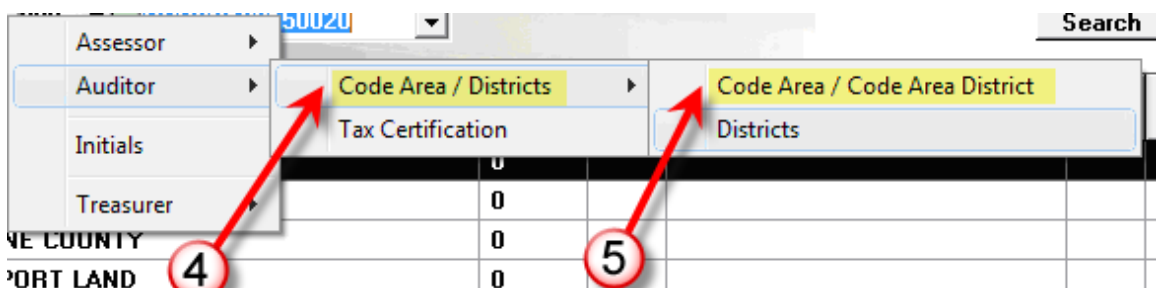 50020
Search
Assessor
Auditor
Code Area / Districts
Code Area / Code Area District
Tax Certification
Districts
Initials
0
Treasurer
0
NE COUNTY
0
PORT LAND
0
4
5